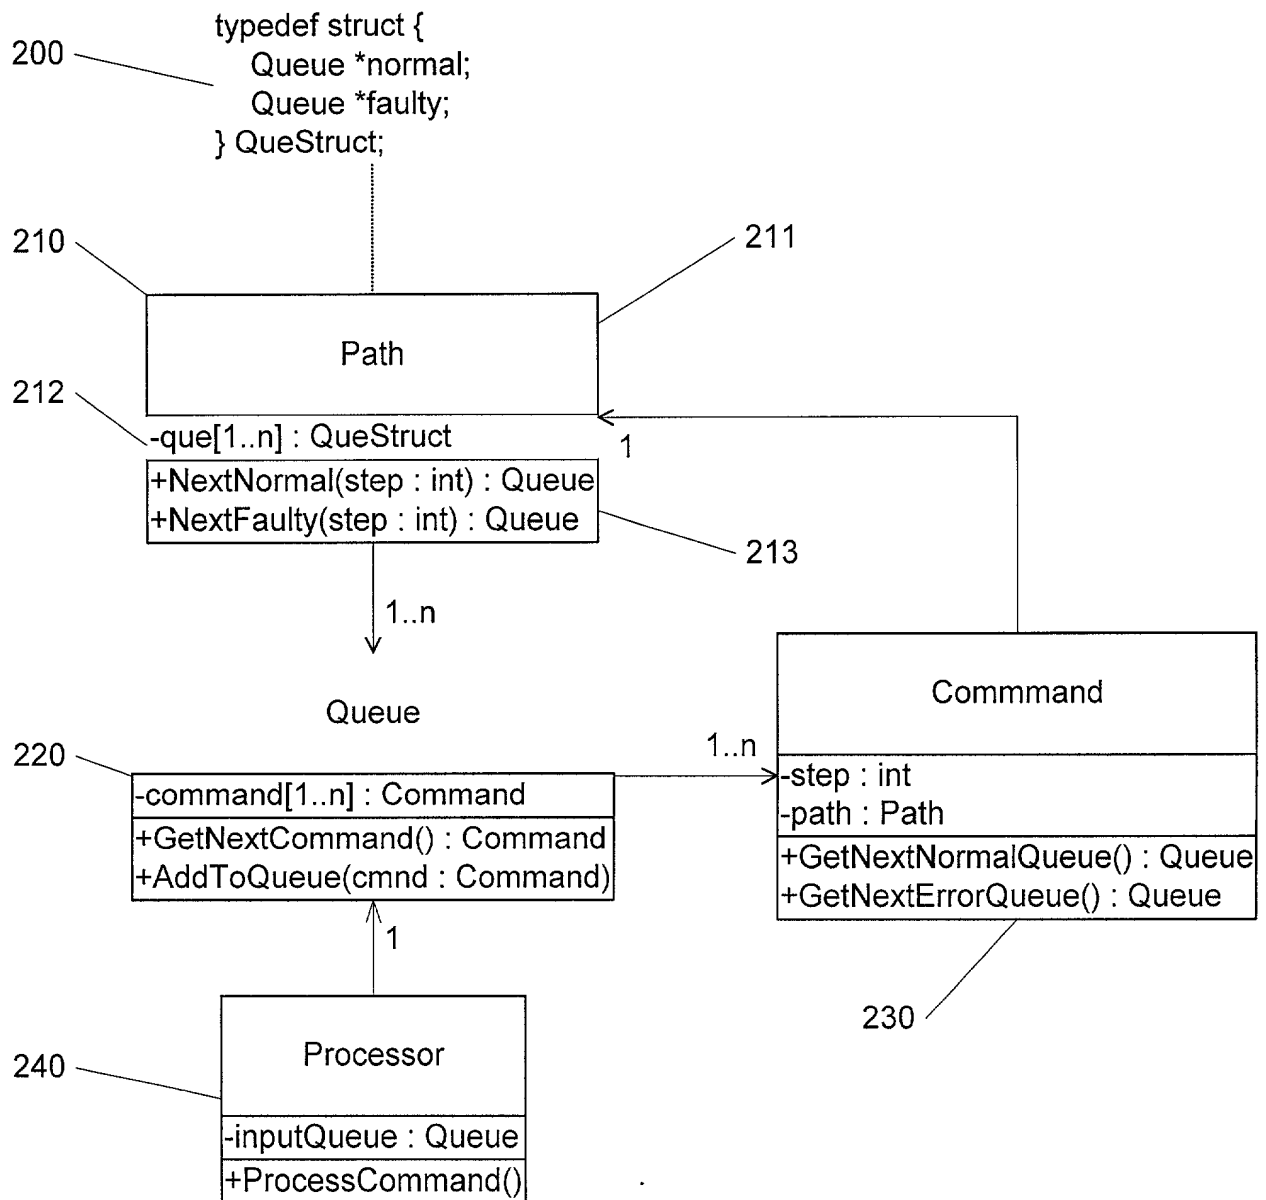 typedef struct {
200
Queue *normal;
Queue *faulty;
} QueStruct;
210
211
Path
212
-que[1..n] : QueStruct
1
+NextNormal(step : int) : Queue
+NextFaulty(step : int) : Queue
213
1..n
Commmand
Queue
220
1..n
-step : int
-command[1..n] : Command
-path : Path
+GetNextCommand() : Command
+GetNextNormalQueue() : Queue
+AddToQueue(cmnd : Command)
+GetNextErrorQueue() : Queue
1
230
Processor
240
-inputQueue : Queue
+ProcessCommand()